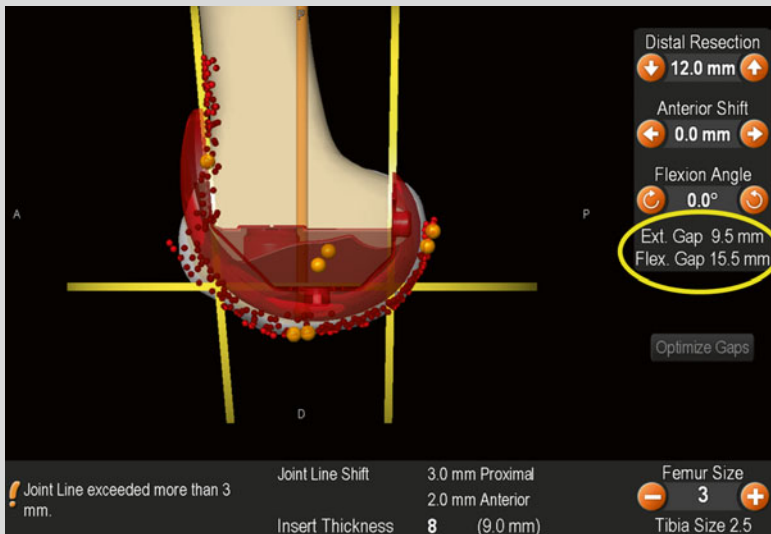 Distal Resection
12.0 mm
Anterior Shift
0.0 mm
Flexion Angle
0.0°
Ext. Gap 9.5 mm
Flex. Gap 15.5 mm
Optimize Gaps
P
A
P
D
! Joint Line exceeded more than 3
mm.
Joint Line Shift 3.0 mm Proximal
2.0 mm Anterior
Insert Thickness 8 (9.0 mm)
Femur Size
3
Tibia Size 2.5